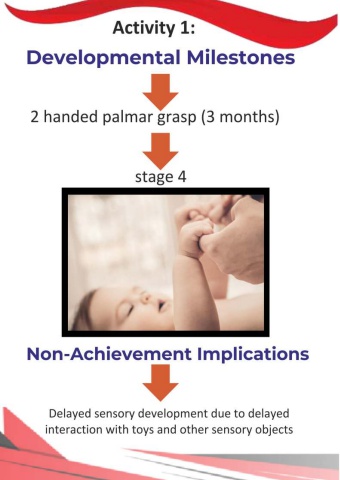 Activity 1:
Developmental Milestones
2 handed palmar grasp (3 months)
stage 4
Non-Achievement Implications
Delayed sensory development due to delayed
interaction with toys and other sensory objects